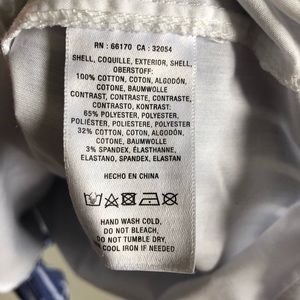 RN : 66170 CA : 32054
SHELL, COQUILLE, EXTERIOR, SHELL,
OBERSTOFF:
100% COTTON, COTON, ALGODÓN,
COTONE, BAUMWOLLE
CONTRAST, CONTRASTE, CONTRASTE,
CONTRASTO, KONTRAST:
65% POLYESTER, POLYESTER,
POLIÉSTER, POLIESTERE, POLYESTER
32% COTTON, COTON, ALGODÓN,
COTONE, BAUMWOLLE
3% SPANDEX, ÉLASTHANNE,
ELASTANO, SPANDEX, ELASTAN
HECHO EN CHINA
HAND WASH COLD,
DO NOT BLEACH,
DO NOT TUMBLE DRY,
COOL IRON IF NEEDED